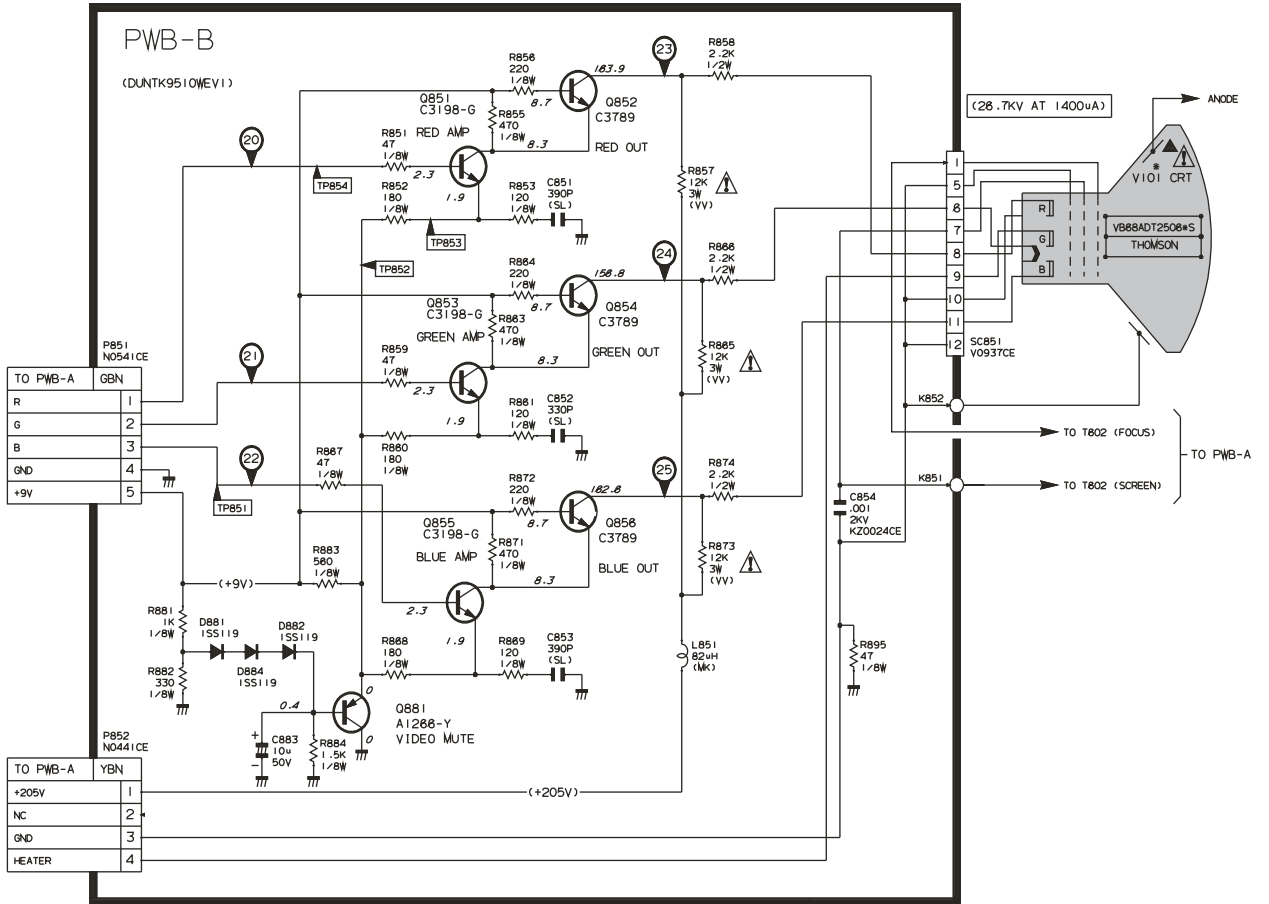 PWB-B
(DUNTK9510WEV1)
20
TP854
R851
47
1/8W
Q851
C3198-G
RED AMP
2.3
1.9
R852
180
1/8W
TP853
TP852
R853
120
1/8W
C851
390P
(SL)
R856
220
1/8W
8.7
R855
470
1/8W
8.3
Q852
C3789
RED OUT
183.9
23
R858
2.2K
1/2W
R857
12K
3W
(VV)
21
R859
47
1/8W
Q853
C3198-G
GREEN AMP
2.3
1.9
R860
180
1/8W
R861
120
1/8W
C852
330P
(SL)
R864
220
1/8W
8.7
R863
470
1/8W
8.3
Q854
C3789
GREEN OUT
156.8
24
R866
2.2K
1/2W
R865
12K
3W
(VV)
22
TP851
R867
47
1/8W
Q855
C3198-G
BLUE AMP
2.3
1.9
R868
180
1/8W
R869
120
1/8W
C853
390P
(SL)
R872
220
1/8W
8.7
R871
470
1/8W
8.3
Q856
C3789
BLUE OUT
162.6
25
R874
2.2K
1/2W
R873
12K
3W
(VV)
P851
N0541CE
TO PWB-A GBN
R 1
G 2
B 3
GND 4
+9V 5
(+9V)
R883
560
1/8W
R881
1K
1/8W
R882
330
1/8W
D881
1SS119
D884
1SS119
D882
1SS119
0.4
0
0
Q881
A1266-Y
VIDEO MUTE
+
C883
10u
50V
-
R884
1.5K
1/8W
L851
82uH
(MK)
P852
N0441CE
TO PWB-A YBN
+205V 1
NC 2
GND 3
HEATER 4
(+205V)
C854
.001
2KV
KZ0024CE
R895
47
1/8W
K852
K851
1
5
6
7
8
9
10
11
12
SC851
V0937CE
(26.7KV AT 1400uA)
ANODE
*
V101 CRT
R
G
B
VB68ADT2506*S
THOMSON
TO T602 (FOCUS)
TO T602 (SCREEN)
TO PWB-A